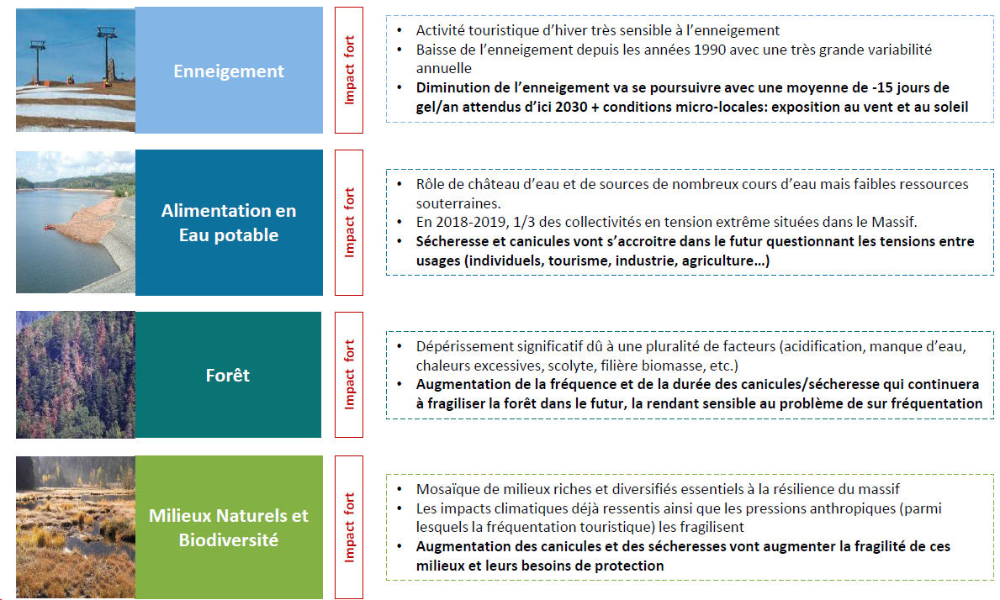 Enneigement
Impact fort
• Activité touristique d’hiver très sensible à l’enneigement
• Baisse de l’enneigement depuis les années 1990 avec une très grande variabilité
annuelle
• Diminution de l’enneigement va se poursuivre avec une moyenne de -15 jours de
gel/an attendus d’ici 2030 + conditions micro-locales: exposition au vent et au soleil
Alimentation en
Eau potable
Impact fort
• Rôle de château d’eau et de sources de nombreux cours d’eau mais faibles ressources
souterraines.
• En 2018-2019, 1/3 des collectivités en tension extrême situées dans le Massif.
• Sécheresse et canicules vont s’accroitre dans le futur questionnant les tensions entre
usages (individuels, tourisme, industrie, agriculture…)
Forêt
Impact fort
• Dépérissement significatif dû à une pluralité de facteurs (acidification, manque d’eau,
chaleurs excessives, scolyte, filière biomasse, etc.)
• Augmentation de la fréquence et de la durée des canicules/sécheresse qui continuera
à fragiliser la forêt dans le futur, la rendant sensible au problème de sur fréquentation
Milieux Naturels et
Biodiversité
Impact fort
• Mosaïque de milieux riches et diversifiés essentiels à la résilience du massif
• Les impacts climatiques déjà ressentis ainsi que les pressions anthropiques (parmi
lesquels la fréquentation touristique) les fragilisent
• Augmentation des canicules et des sécheresses vont augmenter la fragilité de ces
milieux et leurs besoins de protection